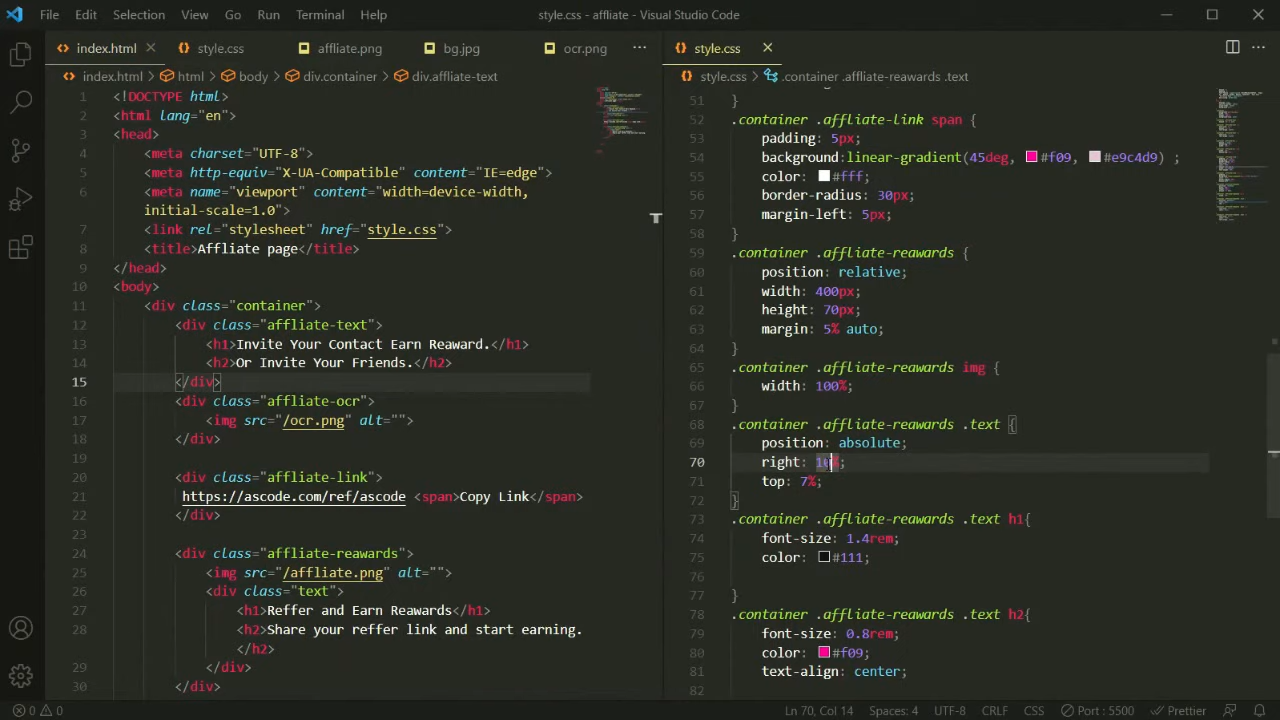 File Edit Selection View Go Run Terminal Help style.css - affliate - Visual Studio Code
index.html style.css affliate.png bg.jpg ocr.png ...
index.html > html > body > div.container > div.affliate-text
1 <!DOCTYPE html>
2 <html lang="en">
3 <head>
4 <meta charset="UTF-8">
5 <meta http-equiv="X-UA-Compatible" content="IE=edge">
6 <meta name="viewport" content="width=device-width,
initial-scale=1.0">
7 <link rel="stylesheet" href="style.css">
8 <title>Affliate page</title>
9 </head>
10 <body>
11 <div class="container">
12 <div class="affliate-text">
13 <h1>Invite Your Contact Earn Reaward.</h1>
14 <h2>Or Invite Your Friends.</h2>
15 </div>
16 <div class="affliate-ocr">
17 <img src="/ocr.png" alt="">
18 </div>
19
20 <div class="affliate-link">
21 https://ascode.com/ref/ascode <span>Copy Link</span>
22 </div>
23
24 <div class="affliate-reawards">
25 <img src="/affliate.png" alt="">
26 <div class="text">
27 <h1>Reffer and Earn Reawards</h1>
28 <h2>Share your reffer link and start earning.
</h2>
29 </div>
30 </div>
style.css
style.css > .container .affliate-reawards .text
51 }
52 .container .affliate-link span {
53 padding: 5px;
54 background:linear-gradient(45deg, #f09, #e9c4d9) ;
55 color: #fff;
56 border-radius: 30px;
57 margin-left: 5px;
58 }
59 .container .affliate-reawards {
60 position: relative;
61 width: 400px;
62 height: 70px;
63 margin: 5% auto;
64 }
65 .container .affliate-reawards img {
66 width: 100%;
67 }
68 .container .affliate-reawards .text {
69 position: absolute;
70 right: 10%;
71 top: 7%;
72 }
73 .container .affliate-reawards .text h1{
74 font-size: 1.4rem;
75 color: #111;
76
77 }
78 .container .affliate-reawards .text h2{
79 font-size: 0.8rem;
80 color: #f09;
81 text-align: center;
82
0 0 Ln 70, Col 14 Spaces: 4 UTF-8 CRLF CSS Port : 5500 Prettier